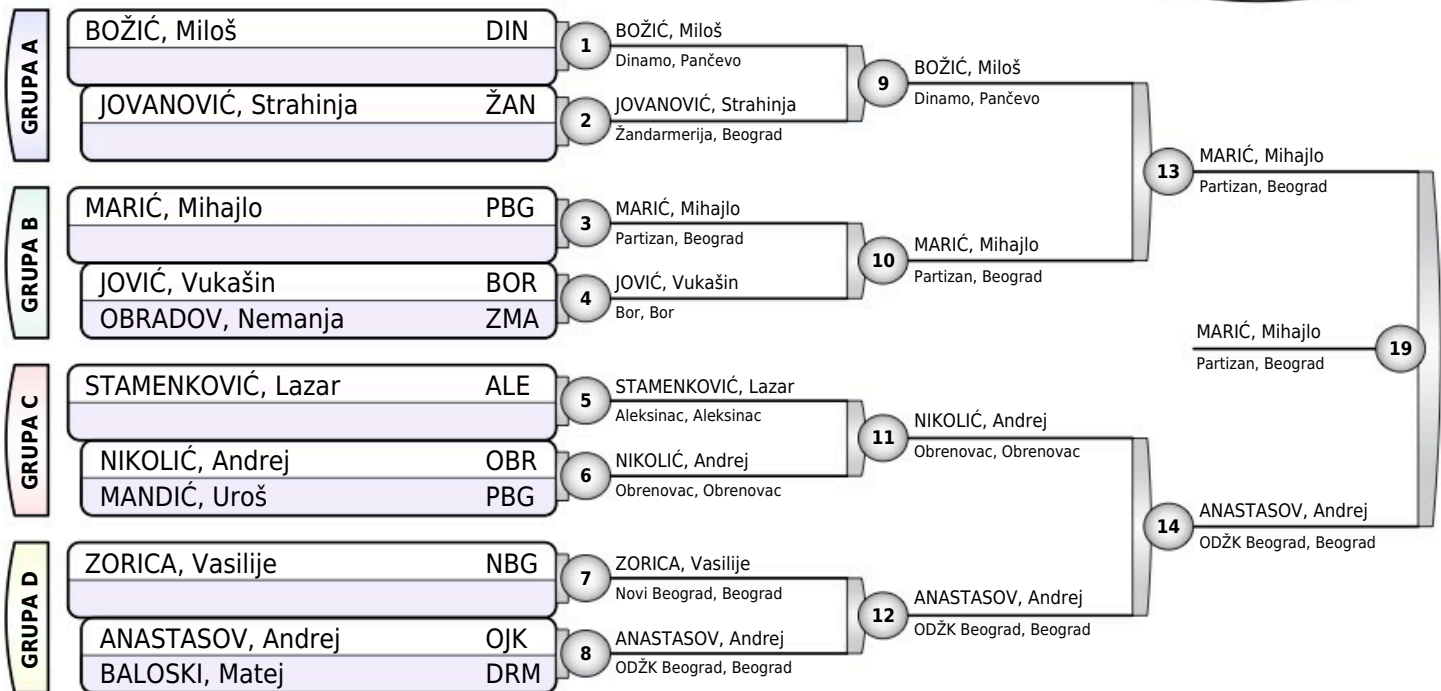 GRUPA A
BOŽIĆ, Miloš DIN
JOVANOVIĆ, Strahinja ŽAN
1
BOŽIĆ, Miloš
Dinamo, Pančevo
2
JOVANOVIĆ, Strahinja
Žandarmerija, Beograd
9
BOŽIĆ, Miloš
Dinamo, Pančevo
GRUPA B
MARIĆ, Mihajlo PBG
JOVIĆ, Vukašin BOR
OBRADOV, Nemanja ZMA
3
MARIĆ, Mihajlo
Partizan, Beograd
4
JOVIĆ, Vukašin
Bor, Bor
10
MARIĆ, Mihajlo
Partizan, Beograd
13
MARIĆ, Mihajlo
Partizan, Beograd
GRUPA C
STAMENKOVIĆ, Lazar ALE
NIKOLIĆ, Andrej OBR
MANDIĆ, Uroš PBG
5
STAMENKOVIĆ, Lazar
Aleksinac, Aleksinac
6
NIKOLIĆ, Andrej
Obrenovac, Obrenovac
11
NIKOLIĆ, Andrej
Obrenovac, Obrenovac
GRUPA D
ZORICA, Vasilije NBG
ANASTASOV, Andrej OJK
BALOSKI, Matej DRM
7
ZORICA, Vasilije
Novi Beograd, Beograd
8
ANASTASOV, Andrej
ODŽK Beograd, Beograd
12
ANASTASOV, Andrej
ODŽK Beograd, Beograd
14
ANASTASOV, Andrej
ODŽK Beograd, Beograd
MARIĆ, Mihajlo
Partizan, Beograd
19